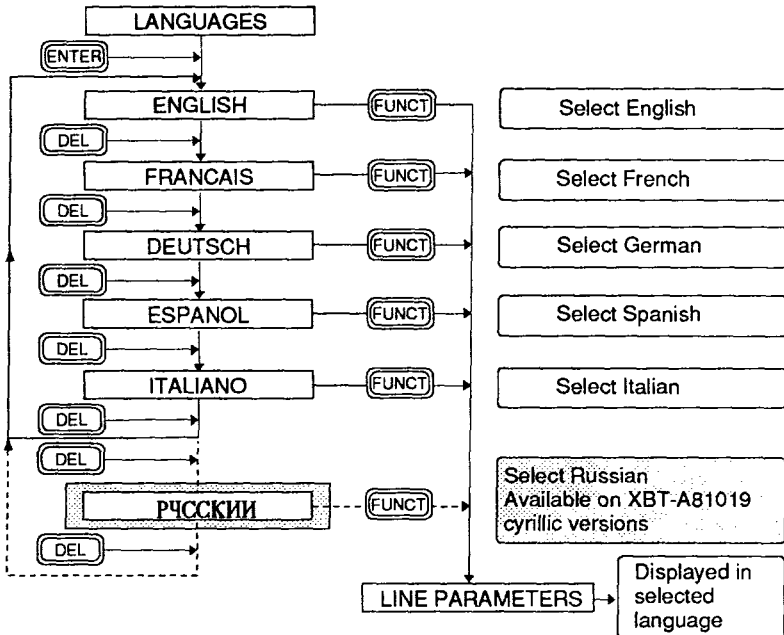 LANGUAGES
ENTER
ENGLISH
FUNCT
Select English
DEL
FRANCAIS
FUNCT
Select French
DEL
DEUTSCH
FUNCT
Select German
DEL
ESPANOL
FUNCT
Select Spanish
DEL
ITALIANO
FUNCT
Select Italian
DEL
DEL
РЧССКИИ
FUNCT
Select Russian
Available on XBT-A81019
cyrillic versions
DEL
LINE PARAMETERS
Displayed in
selected
language